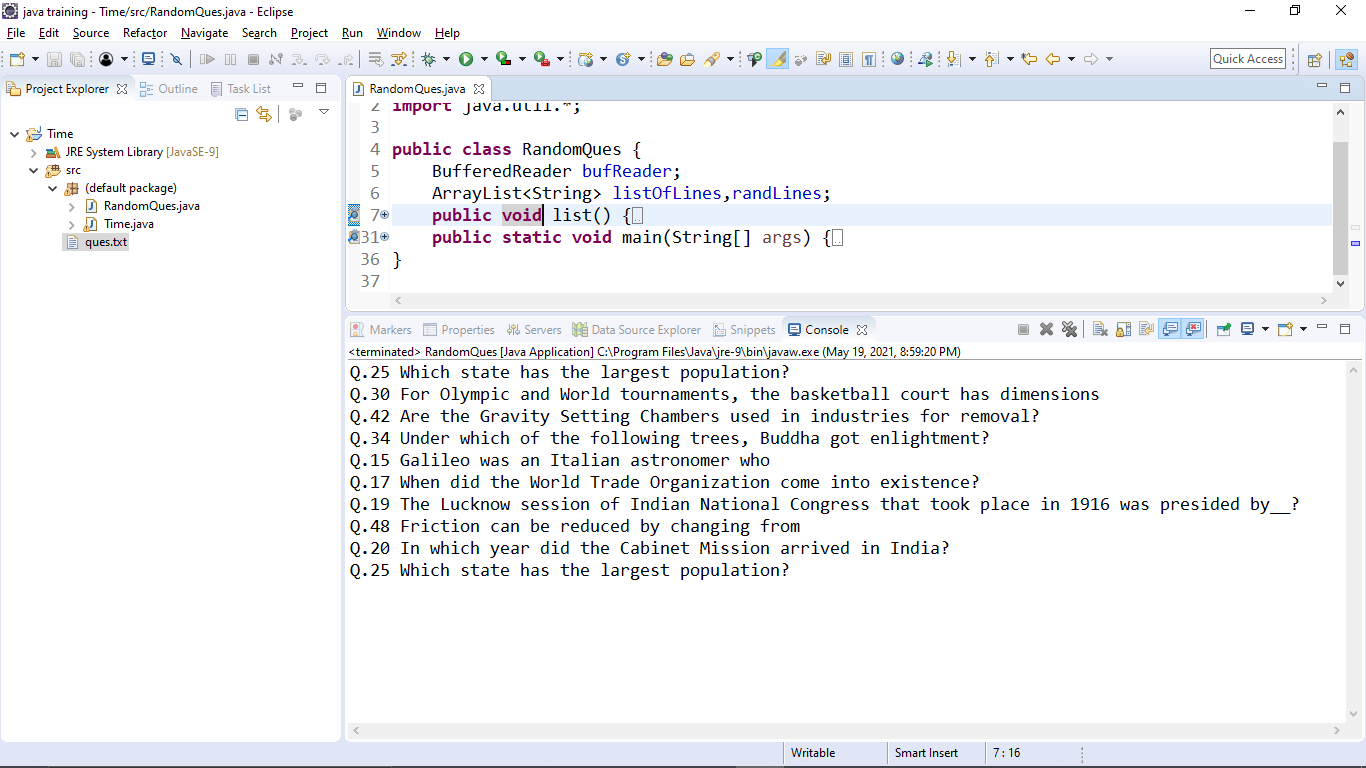 java training - Time/src/RandomQues.java - Eclipse
File Edit Source Refactor Navigate Search Project Run Window Help
Quick Access
Project Explorer Outline Task List
Time
JRE System Library [JavaSE-9]
src
(default package)
RandomQues.java
Time.java
ques.txt
RandomQues.java
2 import java.util.*;
3
4 public class RandomQues {
5 BufferedReader bufReader;
6 ArrayList<String> listOfLines,randLines;
7 public void list() {
31 public static void main(String[] args) {
36 }
37
Markers Properties Servers Data Source Explorer Snippets Console
<terminated> RandomQues [Java Application] C:\Program Files\Java\jre-9\bin\javaw.exe (May 19, 2021, 8:59:20 PM)
Q.25 Which state has the largest population?
Q.30 For Olympic and World tournaments, the basketball court has dimensions
Q.42 Are the Gravity Setting Chambers used in industries for removal?
Q.34 Under which of the following trees, Buddha got enlightment?
Q.15 Galileo was an Italian astronomer who
Q.17 When did the World Trade Organization come into existence?
Q.19 The Lucknow session of Indian National Congress that took place in 1916 was presided by__?
Q.48 Friction can be reduced by changing from
Q.20 In which year did the Cabinet Mission arrived in India?
Q.25 Which state has the largest population?
Writable Smart Insert 7 : 16